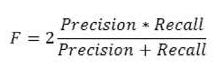 F = 2 Precision * Recall / Precision + Recall